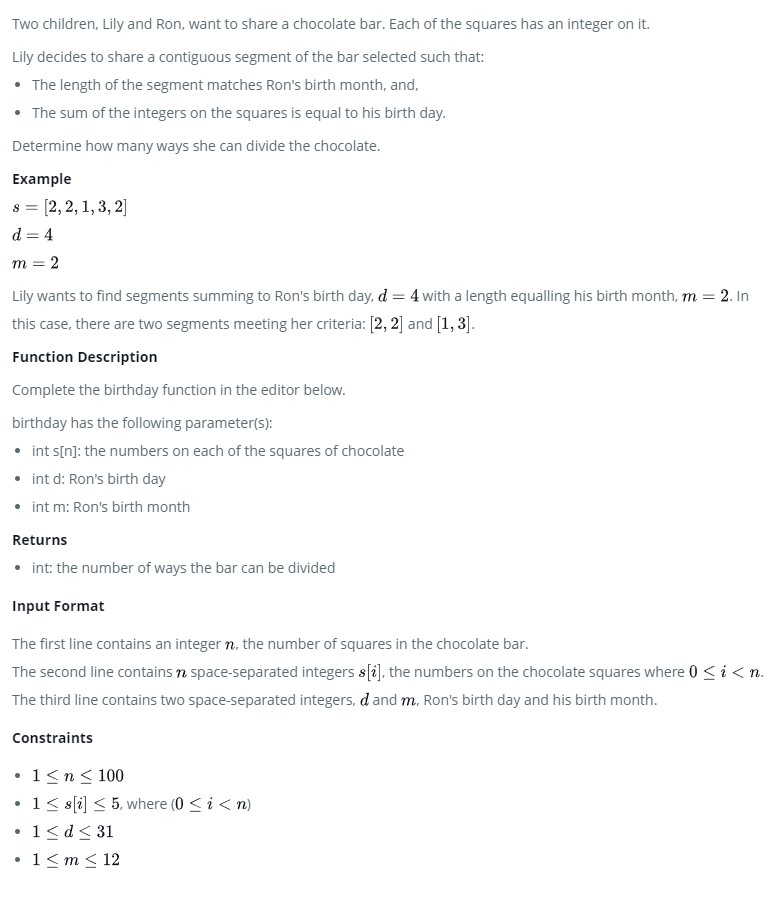 Two children, Lily and Ron, want to share a chocolate bar. Each of the squares has an integer on it.
Lily decides to share a contiguous segment of the bar selected such that:
• The length of the segment matches Ron's birth month, and,
• The sum of the integers on the squares is equal to his birth day.
Determine how many ways she can divide the chocolate.
Example
s = [2, 2, 1, 3, 2]
d = 4
m = 2
Lily wants to find segments summing to Ron's birth day, d = 4 with a length equalling his birth month, m = 2. In
this case, there are two segments meeting her criteria: [2, 2] and [1, 3].
Function Description
Complete the birthday function in the editor below.
birthday has the following parameter(s):
• int s[n]: the numbers on each of the squares of chocolate
• int d: Ron's birth day
• int m: Ron's birth month
Returns
• int: the number of ways the bar can be divided
Input Format
The first line contains an integer n, the number of squares in the chocolate bar.
The second line contains n space-separated integers s[i], the numbers on the chocolate squares where 0 ≤ i < n.
The third line contains two space-separated integers, d and m, Ron's birth day and his birth month.
Constraints
• 1 ≤ n ≤ 100
• 1 ≤ s[i] ≤ 5, where (0 ≤ i < n)
• 1 ≤ d ≤ 31
• 1 ≤ m ≤ 12